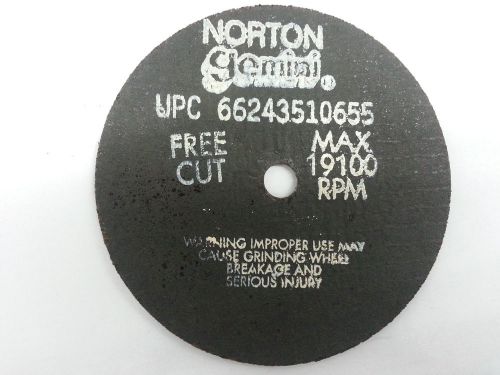 NORTON
Gemini®
UPC 66243510655
FREE CUT
MAX. 19100 RPM
WARNING IMPROPER USE MAY
CAUSE GRINDING WHEEL
BREAKAGE AND
SERIOUS INJURY